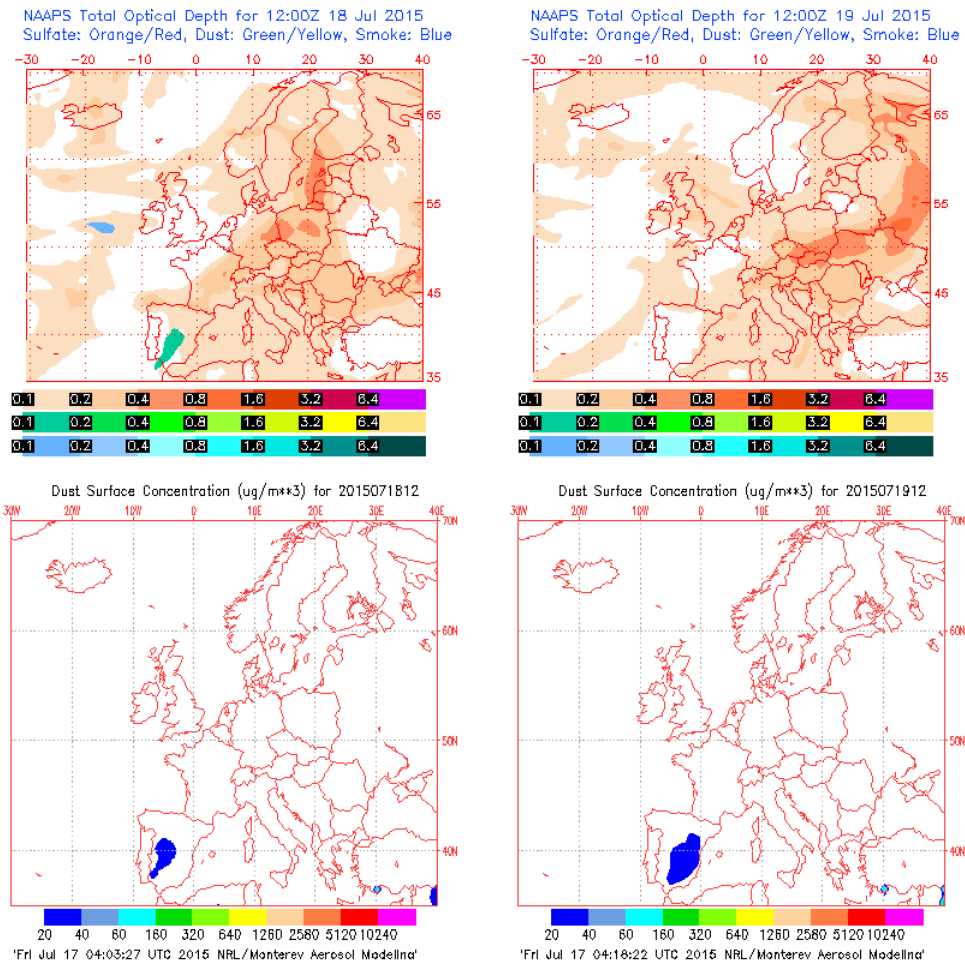 NAAPS Total Optical Depth for 12:00Z 18 Jul 2015
Sulfate: Orange/Red, Dust: Green/Yellow, Smoke: Blue
-30 -20 -10 0 10 20 30 40
65
55
45
35
0.1 0.2 0.4 0.8 1.6 3.2 6.4
0.1 0.2 0.4 0.8 1.6 3.2 6.4
0.1 0.2 0.4 0.8 1.6 3.2 6.4
NAAPS Total Optical Depth for 12:00Z 19 Jul 2015
Sulfate: Orange/Red, Dust: Green/Yellow, Smoke: Blue
-30 -20 -10 0 10 20 30 40
65
55
45
35
0.1 0.2 0.4 0.8 1.6 3.2 6.4
0.1 0.2 0.4 0.8 1.6 3.2 6.4
0.1 0.2 0.4 0.8 1.6 3.2 6.4
Dust Surface Concentration (ug/m**3) for 2015071812
30W 20W 10W 0 10E 20E 30E 40E
70N
60N
50N
40N
20 40 60 160 320 640 1260 2580 5120 10240
'Fri Jul 17 04:03:27 UTC 2015 NRL/Monterey Aerosol Modeling'
Dust Surface Concentration (ug/m**3) for 2015071912
30W 20W 10W 0 10E 20E 30E 40E
70N
60N
50N
40N
20 40 60 160 320 640 1260 2580 5120 10240
'Fri Jul 17 04:18:22 UTC 2015 NRL/Monterey Aerosol Modeling'